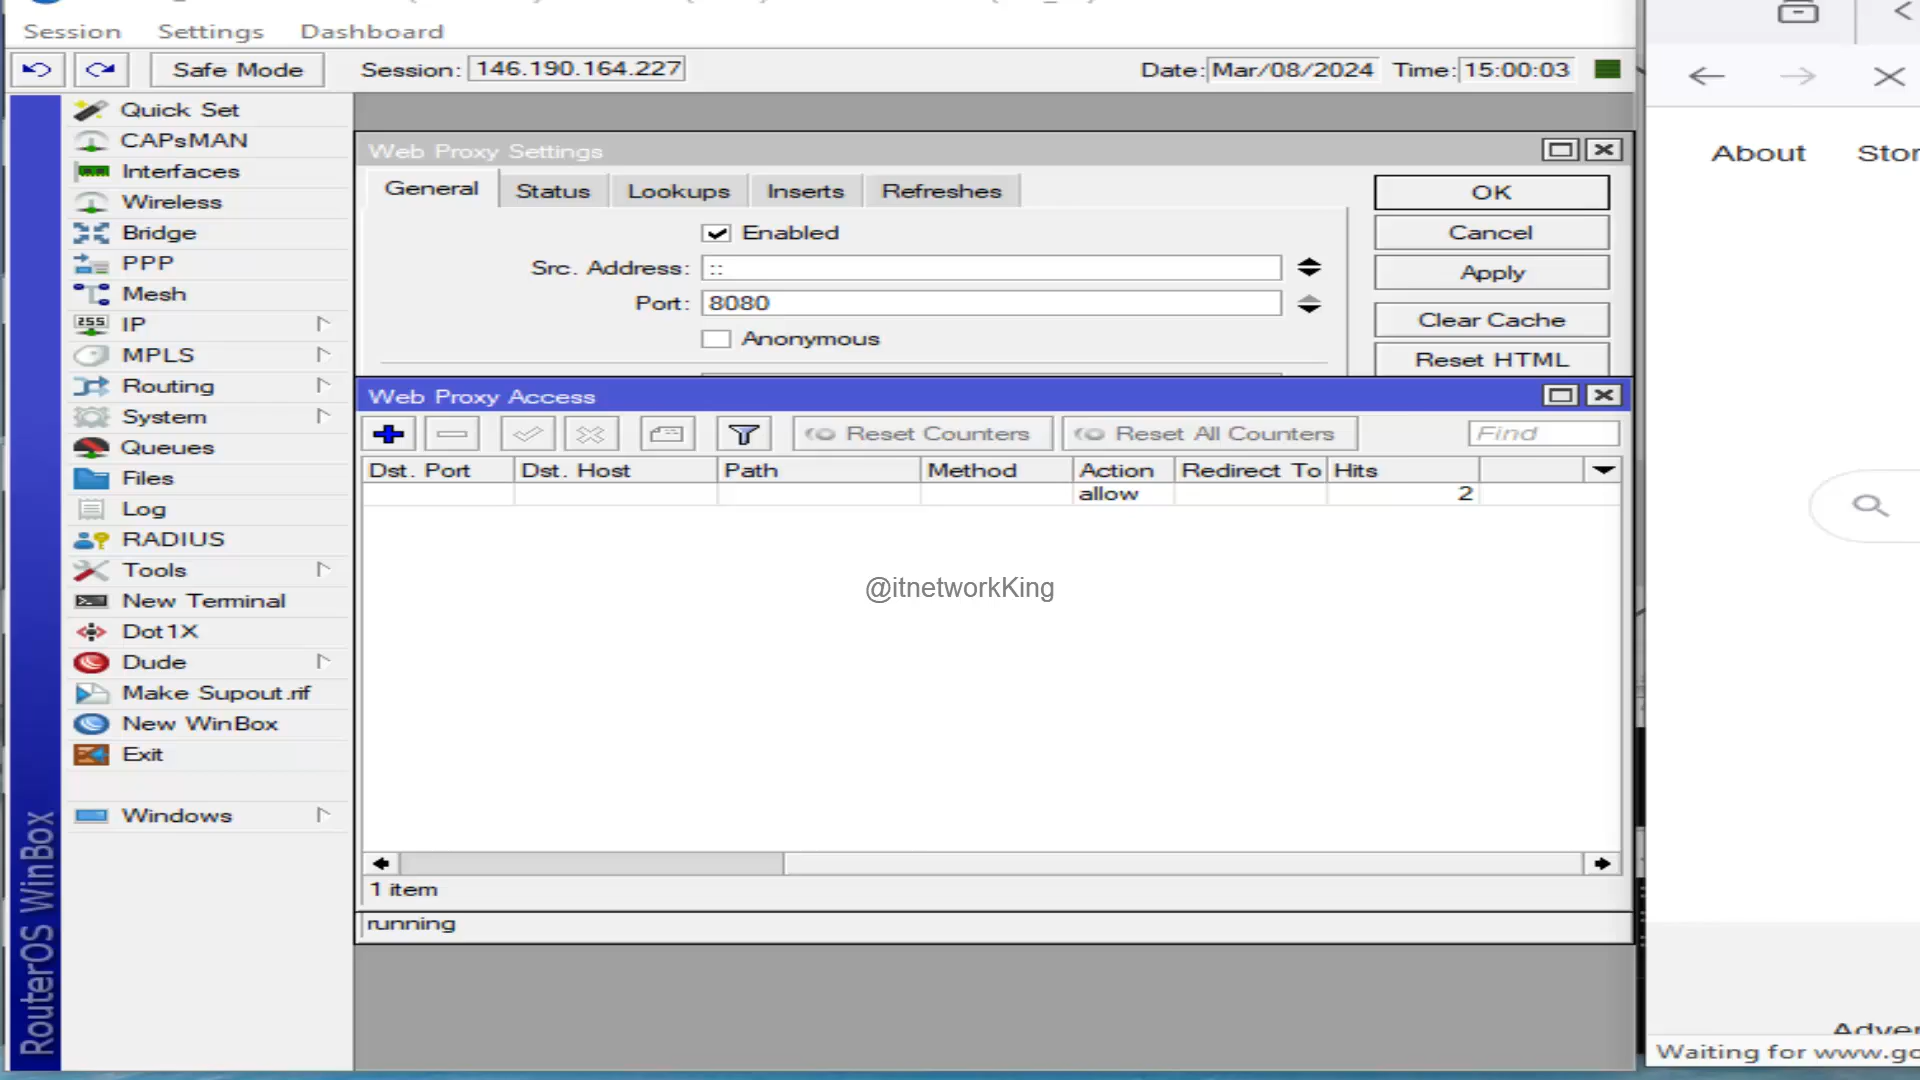 Session Settings Dashboard
Safe Mode Session: 146.190.164.227 Date: Mar/08/2024 Time: 15:00:03
Quick Set
CAPsMAN
Interfaces
Wireless
Bridge
PPP
Mesh
IP
MPLS
Routing
System
Queues
Files
Log
RADIUS
Tools
New Terminal
Dot1X
Dude
Make Supout.rif
New WinBox
Exit
Windows
RouterOS WinBox
Web Proxy Settings
General Status Lookups Inserts Refreshes
Enabled
Src. Address: ::
Port: 8080
Anonymous
OK
Cancel
Apply
Clear Cache
Reset HTML
Web Proxy Access
Reset Counters Reset All Counters Find
Dst. Port Dst. Host Path Method Action Redirect To Hits
allow 2
@itnetworkKing
1 item
running
About Stor
Adver
Waiting for www.go